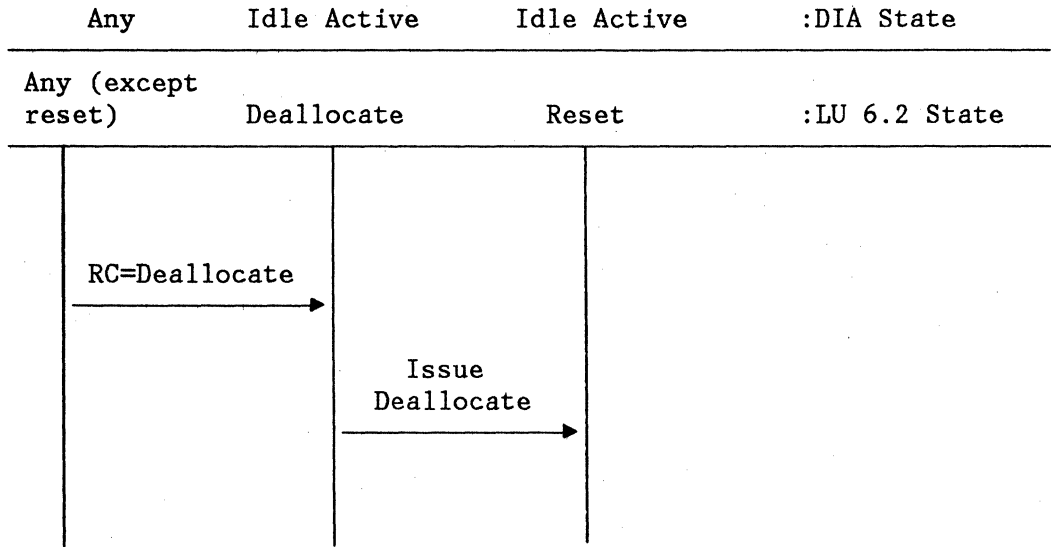 Any Idle Active Idle Active :DIA State
Any (except
reset) Deallocate Reset :LU 6.2 State
RC=Deallocate
Issue
Deallocate